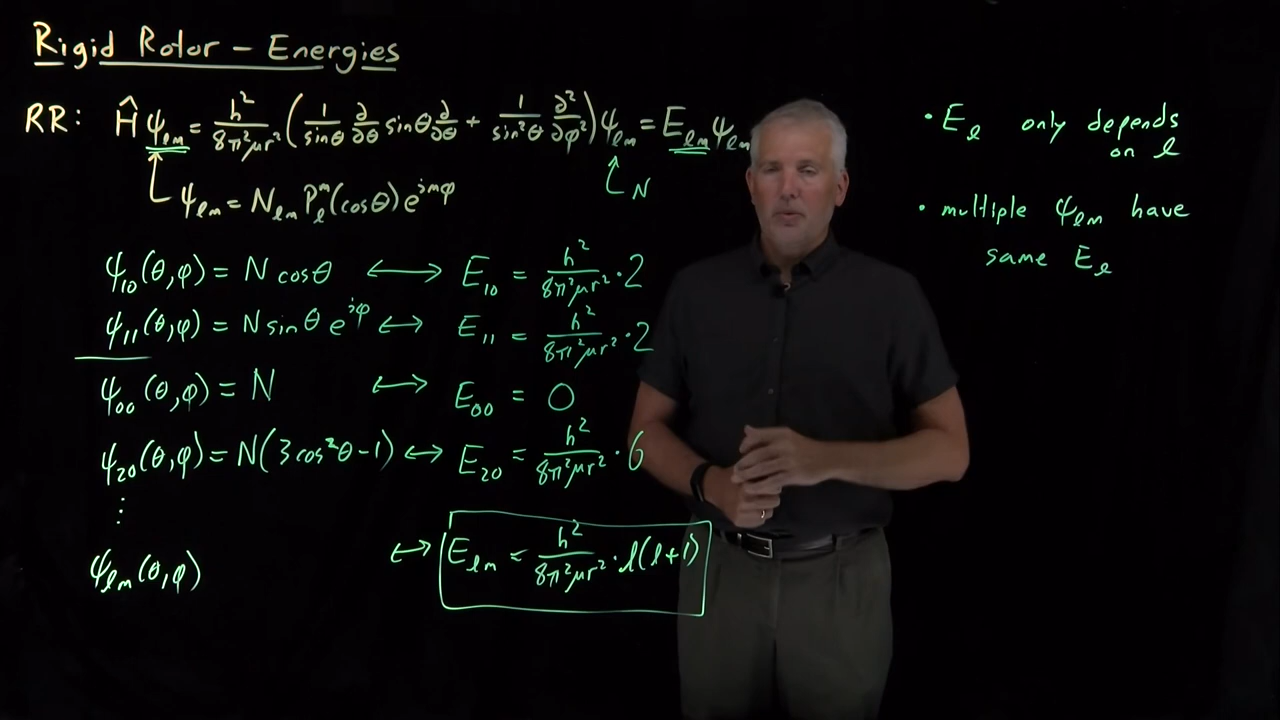 Rigid Rotor – Energies
RR: Ĥψₗₘ = h²/8π²μr² (1/sinθ ∂/∂θ sinθ ∂/∂θ + 1/sin²θ ∂²/∂φ²)ψₗₘ = Eₗₘ ψₗₘ
ψₗₘ = Nₗₘ Pₗᵐ(cosθ) e^{imφ}
N
ψ₁₀(θ,φ) = N cosθ ⟷ E₁₀ = h²/8π²μr² · 2
ψ₁₁(θ,φ) = N sinθ e^{iφ} ⟷ E₁₁ = h²/8π²μr² · 2
ψ₀₀(θ,φ) = N ⟷ E₀₀ = 0
ψ₂₀(θ,φ) = N(3cos²θ-1) ⟷ E₂₀ = h²/8π²μr² · 6
⋮
ψₗₘ(θ,φ) ⟷ Eₗₘ = h²/8π²μr² · l(l+1)
· Eₗ only depends
on l
· multiple ψₗₘ have
same Eₗ